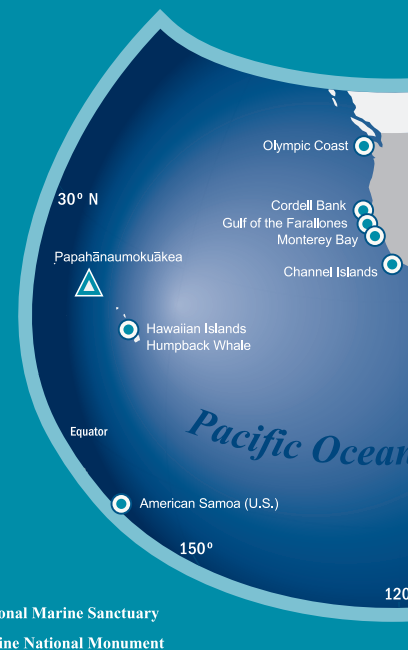 Olympic Coast
30° N
Cordell Bank
Gulf of the Farallones
Monterey Bay
Papahānaumokuākea
Channel Islands
Hawaiian Islands
Humpback Whale
Equator
Pacific Ocean
American Samoa (U.S.)
150°
120
onal Marine Sanctuary
ine National Monument